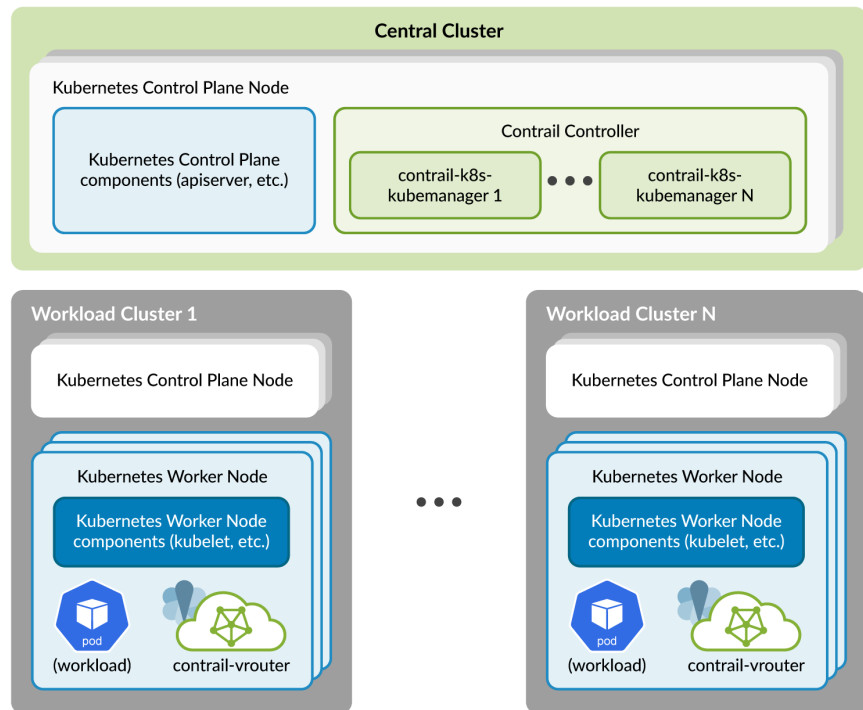 Central Cluster
Kubernetes Control Plane Node
Kubernetes Control Plane
components (apiserver, etc.)
Contrail Controller
contrail-k8s-
kubemanager 1
contrail-k8s-
kubemanager N
Workload Cluster 1
Kubernetes Control Plane Node
Kubernetes Worker Node
Kubernetes Worker Node
components (kubelet, etc.)
pod
(workload)
contrail-vrouter
Workload Cluster N
Kubernetes Control Plane Node
Kubernetes Worker Node
Kubernetes Worker Node
components (kubelet, etc.)
pod
(workload)
contrail-vrouter